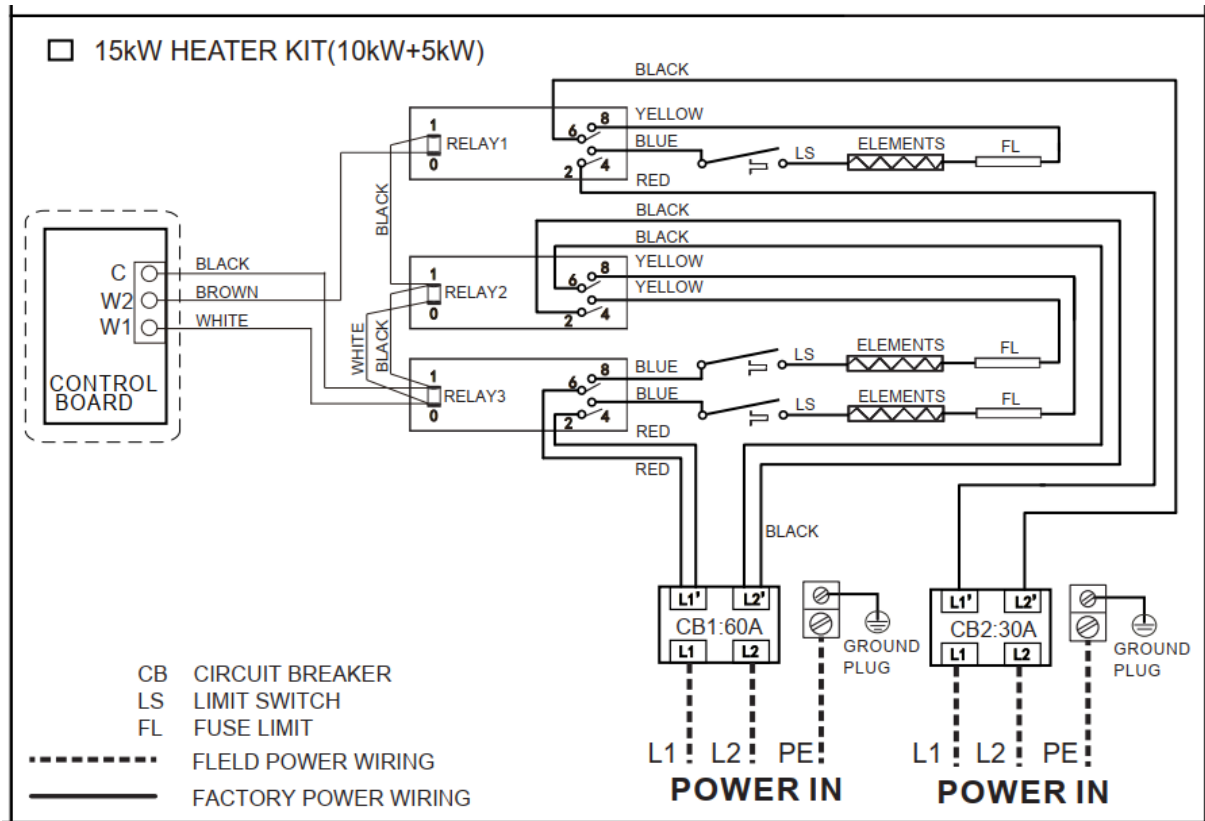 15kW HEATER KIT(10kW+5kW)
BLACK
1
RELAY1
0
6
8
YELLOW
BLUE
2
4
RED
LS
ELEMENTS
FL
BLACK
BLACK
BLACK
1
RELAY2
0
6
8
YELLOW
YELLOW
2
4
C
BLACK
W2
BROWN
W1
WHITE
CONTROL
BOARD
WHITE
BLACK
1
RELAY3
0
6
8
BLUE
BLUE
2
4
RED
RED
LS
ELEMENTS
FL
LS
ELEMENTS
FL
BLACK
L1' L2'
CB1:60A
L1 L2
GROUND
PLUG
L1' L2'
CB2:30A
L1 L2
GROUND
PLUG
CB CIRCUIT BREAKER
LS LIMIT SWITCH
FL FUSE LIMIT
FLELD POWER WIRING
FACTORY POWER WIRING
L1 L2 PE
POWER IN
L1 L2 PE
POWER IN